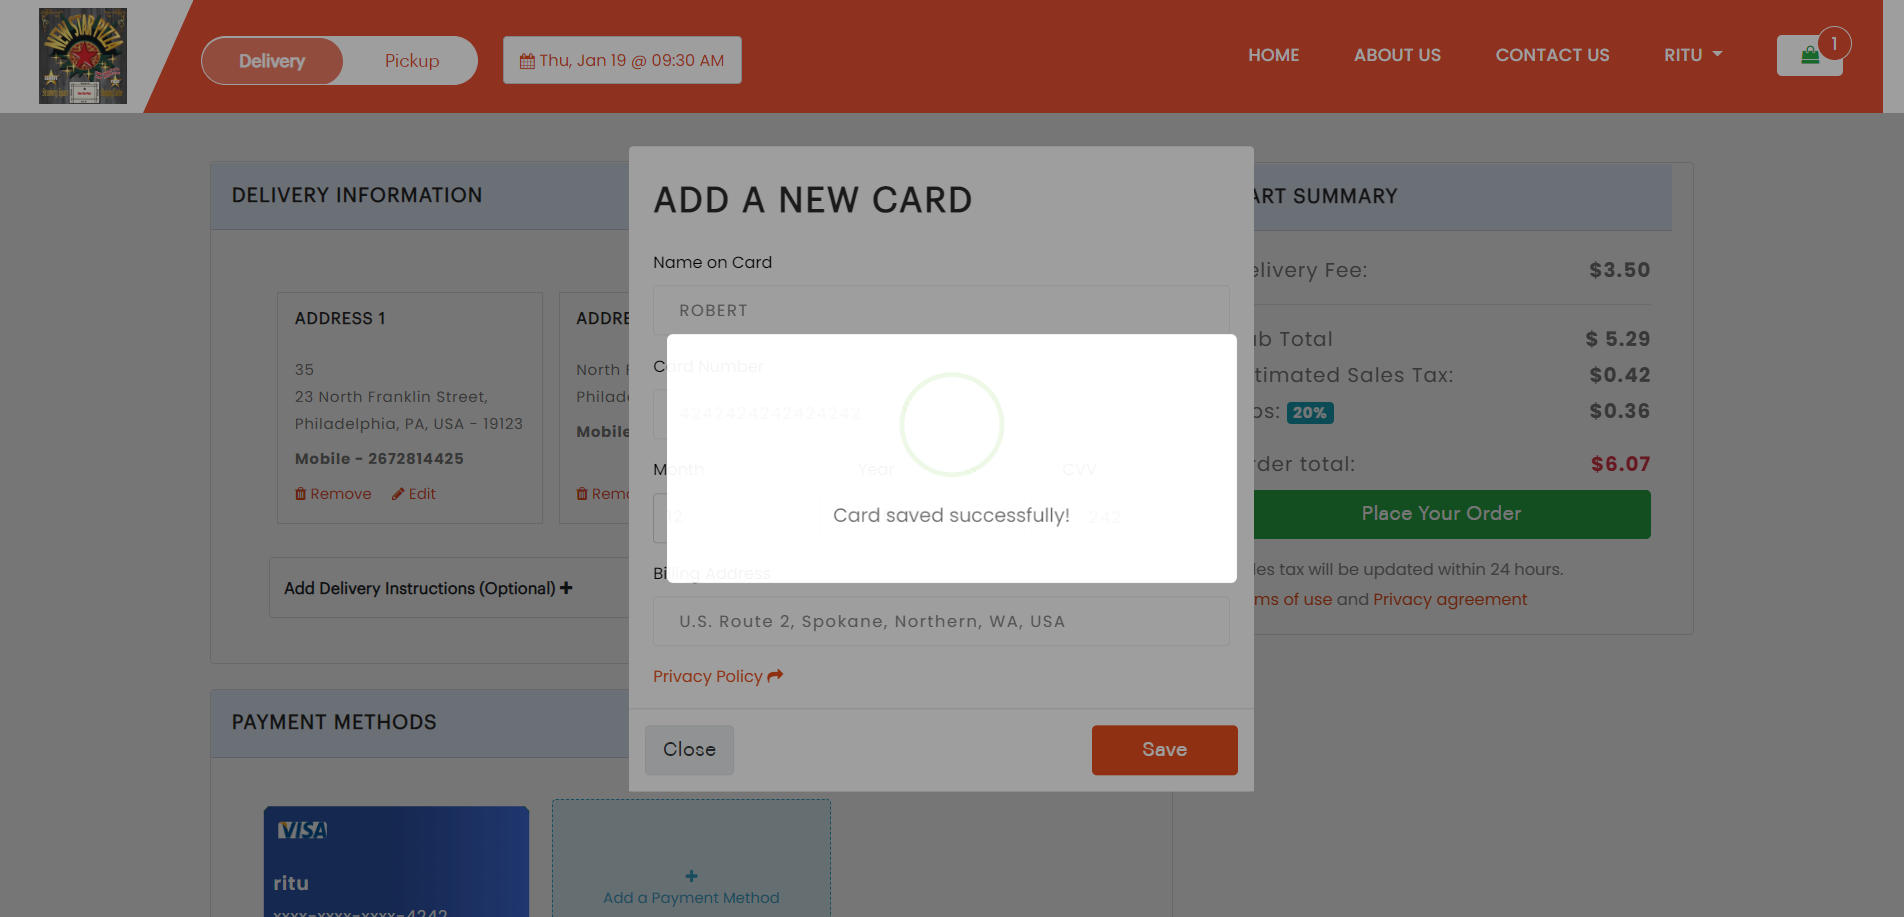 NEW STAR PIZZA
Delivery
Pickup
Thu, Jan 19 @ 09:30 AM
HOME
ABOUT US
CONTACT US
RITU
1
DELIVERY INFORMATION
ADDRESS 1
35
23 North Franklin Street,
Philadelphia, PA, USA - 19123
Mobile - 2672814425
Remove
Edit
ADDRE
North
Philad
Mobile
Remo
Add Delivery Instructions (Optional)
PAYMENT METHODS
VISA
ritu
xxxx-xxxx-xxxx-4242
Add a Payment Method
ADD A NEW CARD
Name on Card
ROBERT
Card Number
4242424242424242
Month
Year
CVV
12
242
Card saved successfully!
Billing Address
U.S. Route 2, Spokane, Northern, WA, USA
Privacy Policy
Close
Save
ART SUMMARY
elivery Fee:
$3.50
b Total
$ 5.29
timated Sales Tax:
$0.42
ps: 20%
$0.36
der total:
$6.07
Place Your Order
les tax will be updated within 24 hours.
ms of use and Privacy agreement